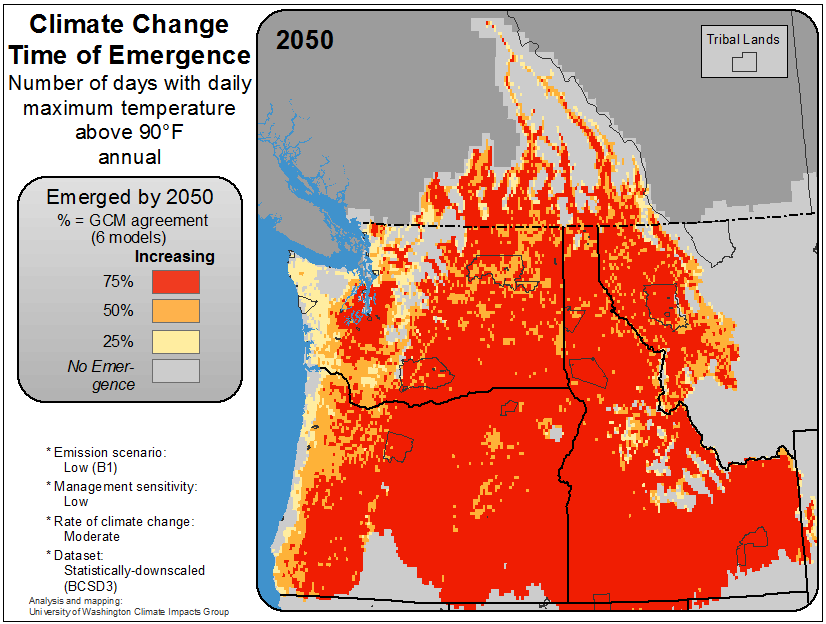 Climate Change
Time of Emergence
Number of days with daily
maximum temperature
above 90°F
annual
Emerged by 2050
% = GCM agreement
(6 models)
Increasing
75%
50%
25%
No Emer-
gence
* Emission scenario:
Low (B1)
* Management sensitivity:
Low
* Rate of climate change:
Moderate
* Dataset:
Statistically-downscaled
(BCSD3)
Analysis and mapping:
University of Washington Climate Impacts Group
2050
Tribal Lands